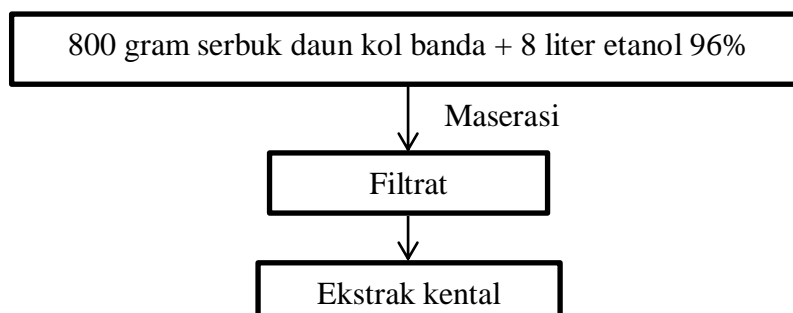 800 gram serbuk daun kol banda + 8 liter etanol 96%
Maserasi
Filtrat
Ekstrak kental